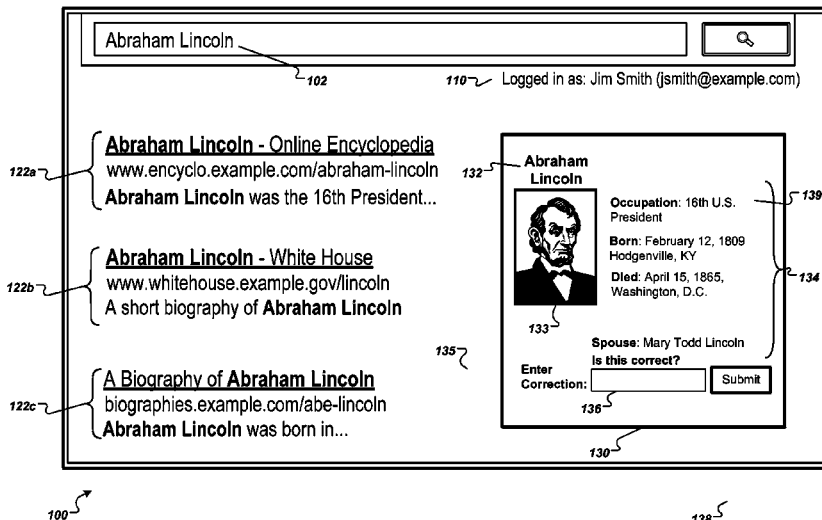 Abraham Lincoln
102
110 Logged in as: Jim Smith (jsmith@example.com)
122a
Abraham Lincoln - Online Encyclopedia
www.encyclo.example.com/abraham-lincoln
Abraham Lincoln was the 16th President...
122b
Abraham Lincoln - White House
www.whitehouse.example.gov/lincoln
A short biography of Abraham Lincoln
122c
A Biography of Abraham Lincoln
biographies.example.com/abe-lincoln
Abraham Lincoln was born in...
132
Abraham
Lincoln
133
Occupation: 16th U.S.
President
Born: February 12, 1809
Hodgenville, KY
Died: April 15, 1865,
Washington, D.C.
139
134
135
Spouse: Mary Todd Lincoln
Is this correct?
Enter
Correction:
Submit
136
130
100
138